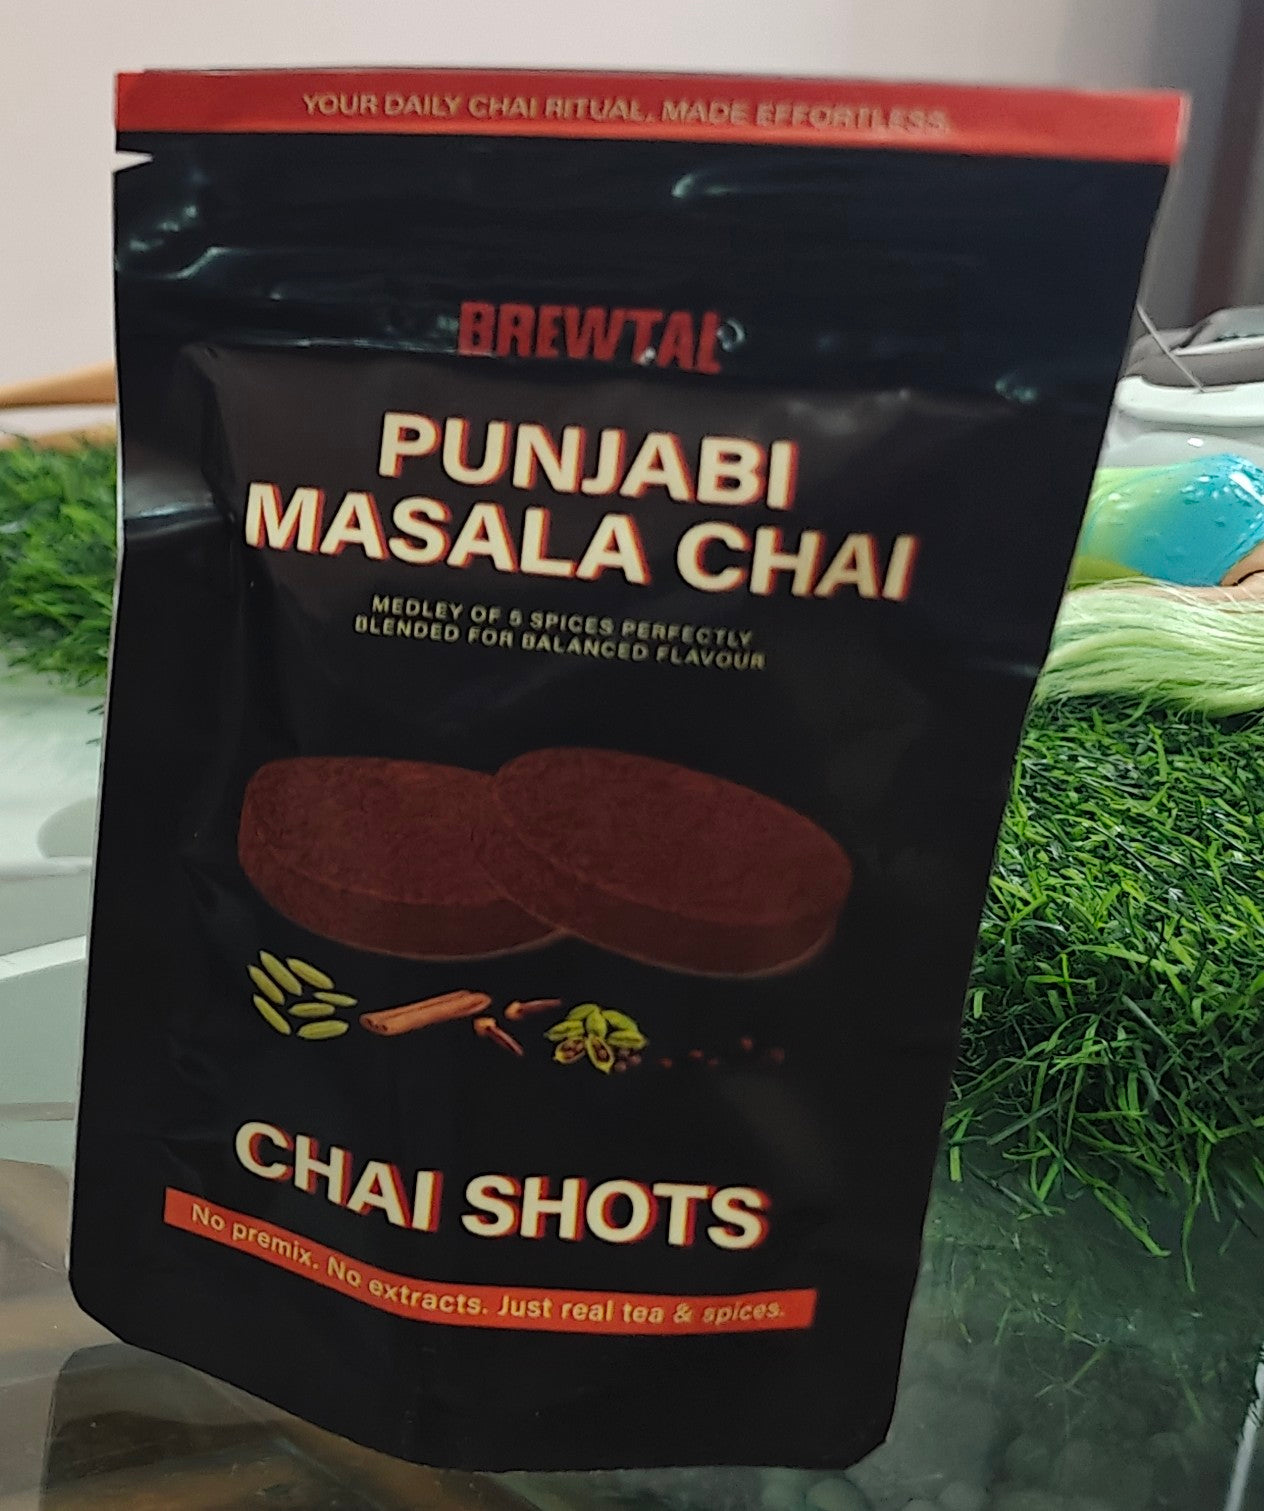 YOUR DAILY CHAI RITUAL, MADE EFFORTLESS.
BREWTAL
PUNJABI
MASALA CHAI
MEDLEY OF 5 SPICES PERFECTLY
BLENDED FOR BALANCED FLAVOUR
CHAI SHOTS
No premix. No extracts. Just real tea & spices.